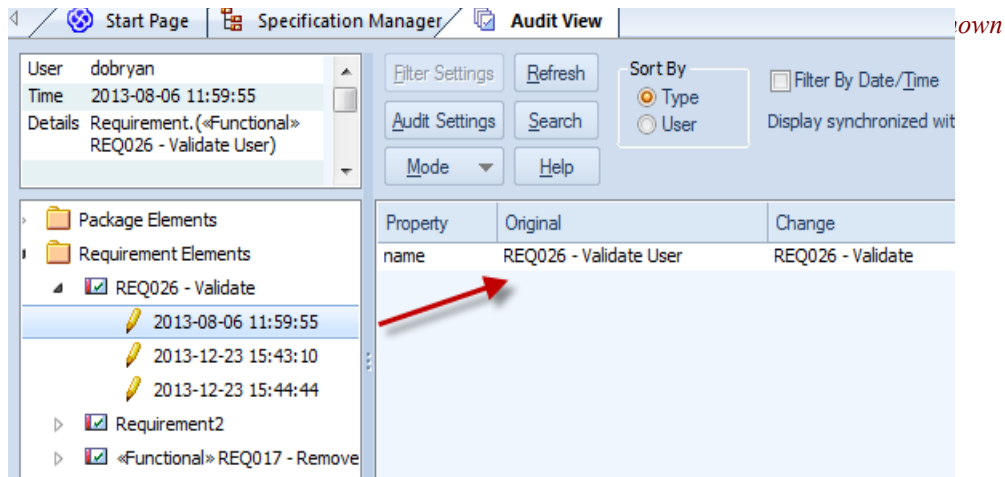 Start Page Specification Manager Audit View
own
User dobryan
Time 2013-08-06 11:59:55
Details Requirement.(«Functional»
REQ026 - Validate User)
Filter Settings Refresh
Audit Settings Search
Mode Help
Sort By
Type
User
Filter By Date/Time
Display synchronized wit
Package Elements
Requirement Elements
REQ026 - Validate
2013-08-06 11:59:55
2013-12-23 15:43:10
2013-12-23 15:44:44
Requirement2
«Functional» REQ017 - Remove
Property Original Change
name REQ026 - Validate User REQ026 - Validate